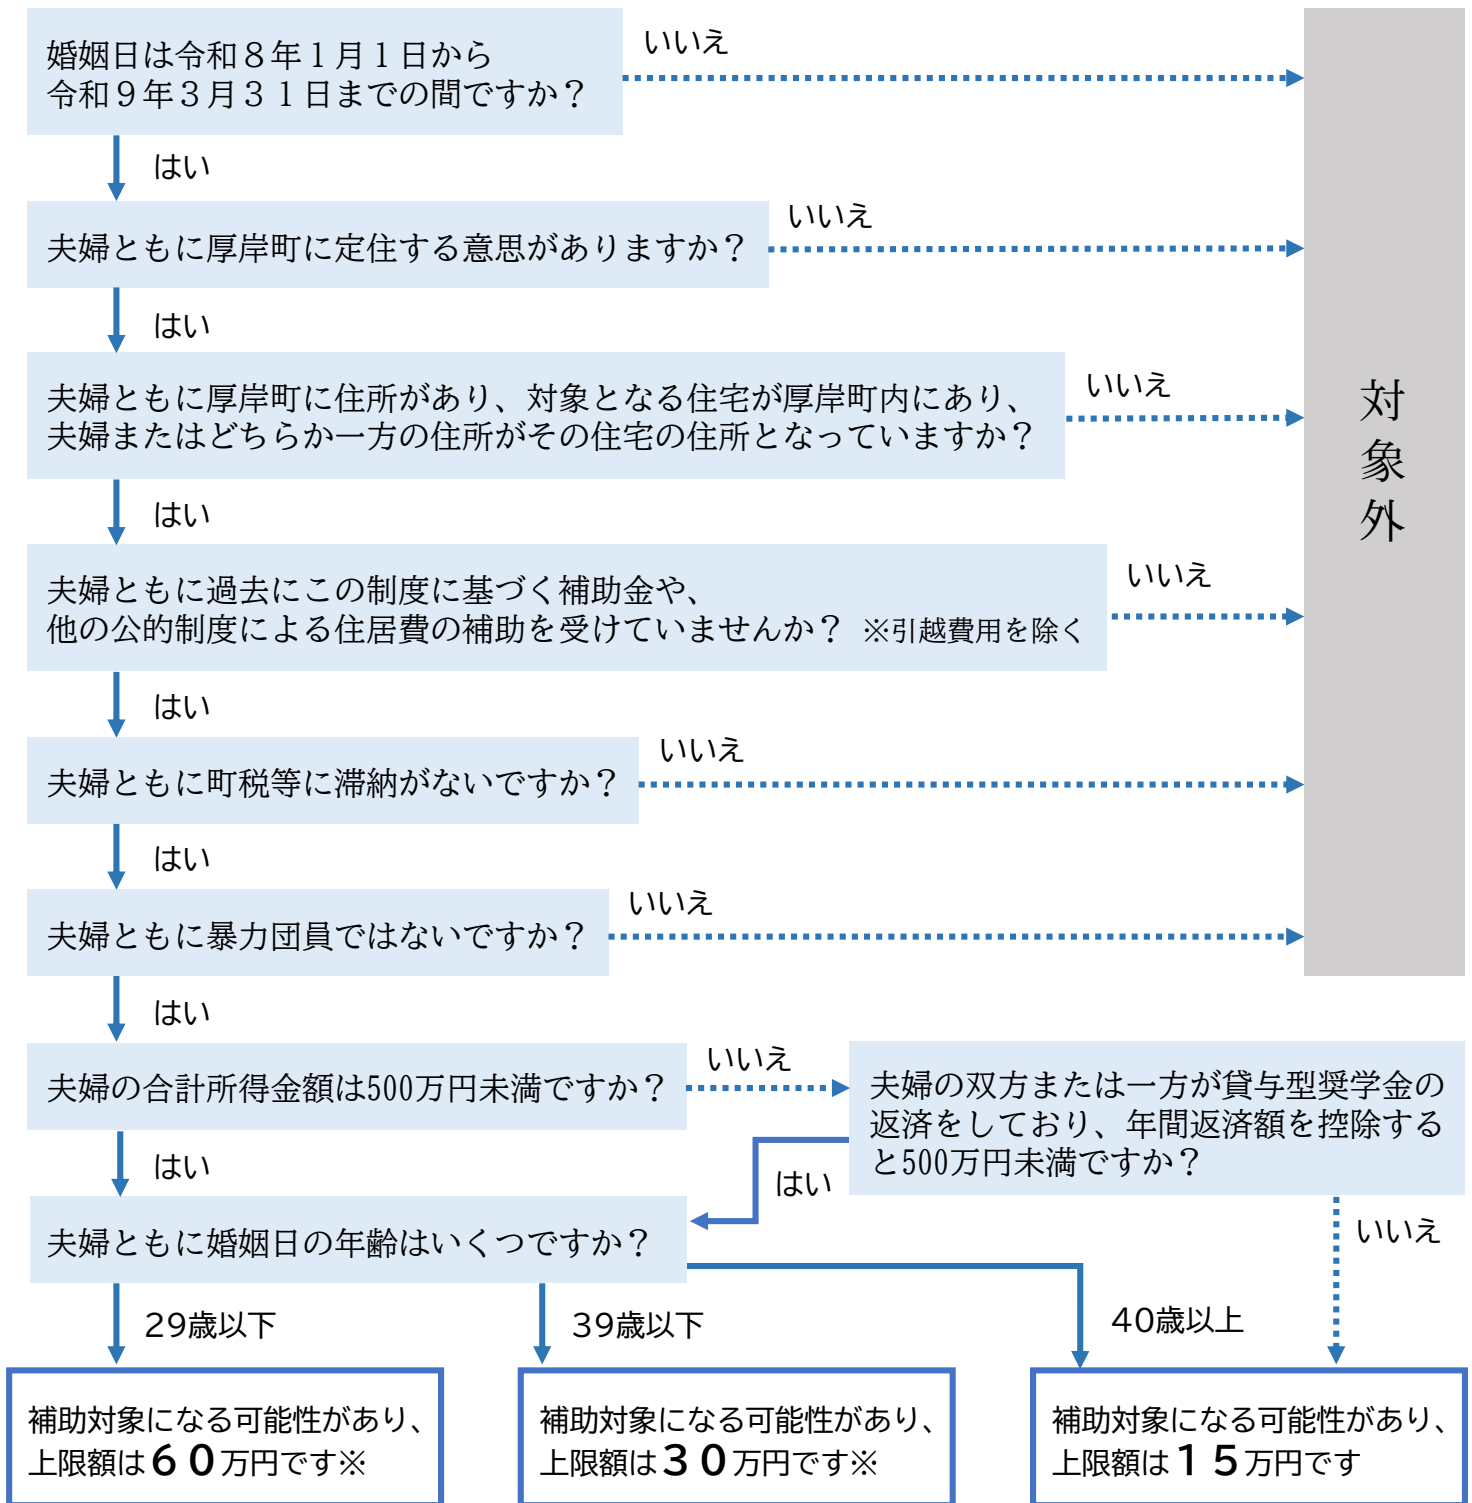 婚姻日は令和８年１月１日から
令和９年３月３１日までの間ですか？
いいえ
はい
夫婦ともに厚岸町に定住する意思がありますか？
いいえ
はい
夫婦ともに厚岸町に住所があり、対象となる住宅が厚岸町内にあり、
夫婦またはどちらか一方の住所がその住宅の住所となっていますか？
いいえ
対象外
はい
夫婦ともに過去にこの制度に基づく補助金や、
他の公的制度による住居費の補助を受けていませんか？ ※引越費用を除く
いいえ
はい
夫婦ともに町税等に滞納がないですか？
いいえ
はい
夫婦ともに暴力団員ではないですか？
いいえ
はい
夫婦の合計所得金額は500万円未満ですか？
いいえ
夫婦の双方または一方が貸与型奨学金の
返済をしており、年間返済額を控除する
と500万円未満ですか？
はい
はい
いいえ
夫婦ともに婚姻日の年齢はいくつですか？
29歳以下
39歳以下
40歳以上
補助対象になる可能性があり、
上限額は６０万円です※
補助対象になる可能性があり、
上限額は３０万円です※
補助対象になる可能性があり、
上限額は１５万円です